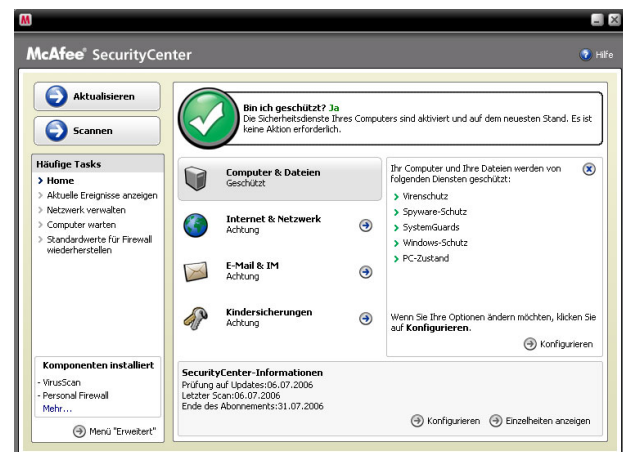 McAfee® SecurityCenter
Hilfe
Aktualisieren
Scannen
Häufige Tasks
Home
Aktuelle Ereignisse anzeigen
Netzwerk verwalten
Computer warten
Standardwerte für Firewall
wiederherstellen
Komponenten installiert
- VirusScan
- Personal Firewall
Mehr...
Menü "Erweitert"
Bin ich geschützt? Ja
Die Sicherheitsdienste Ihres Computers sind aktiviert und auf dem neuesten Stand. Es ist
keine Aktion erforderlich.
Computer & Dateien
Geschützt
Internet & Netzwerk
Achtung
E-Mail & IM
Achtung
Kindersicherungen
Achtung
Ihr Computer und Ihre Dateien werden von
folgenden Diensten geschützt:
Virenschutz
Spyware-Schutz
SystemGuards
Windows-Schutz
PC-Zustand
Wenn Sie Ihre Optionen ändern möchten, klicken Sie
auf Konfigurieren.
Konfigurieren
SecurityCenter-Informationen
Prüfung auf Updates:06.07.2006
Letzter Scan:06.07.2006
Ende des Abonnements:31.07.2006
Konfigurieren Einzelheiten anzeigen